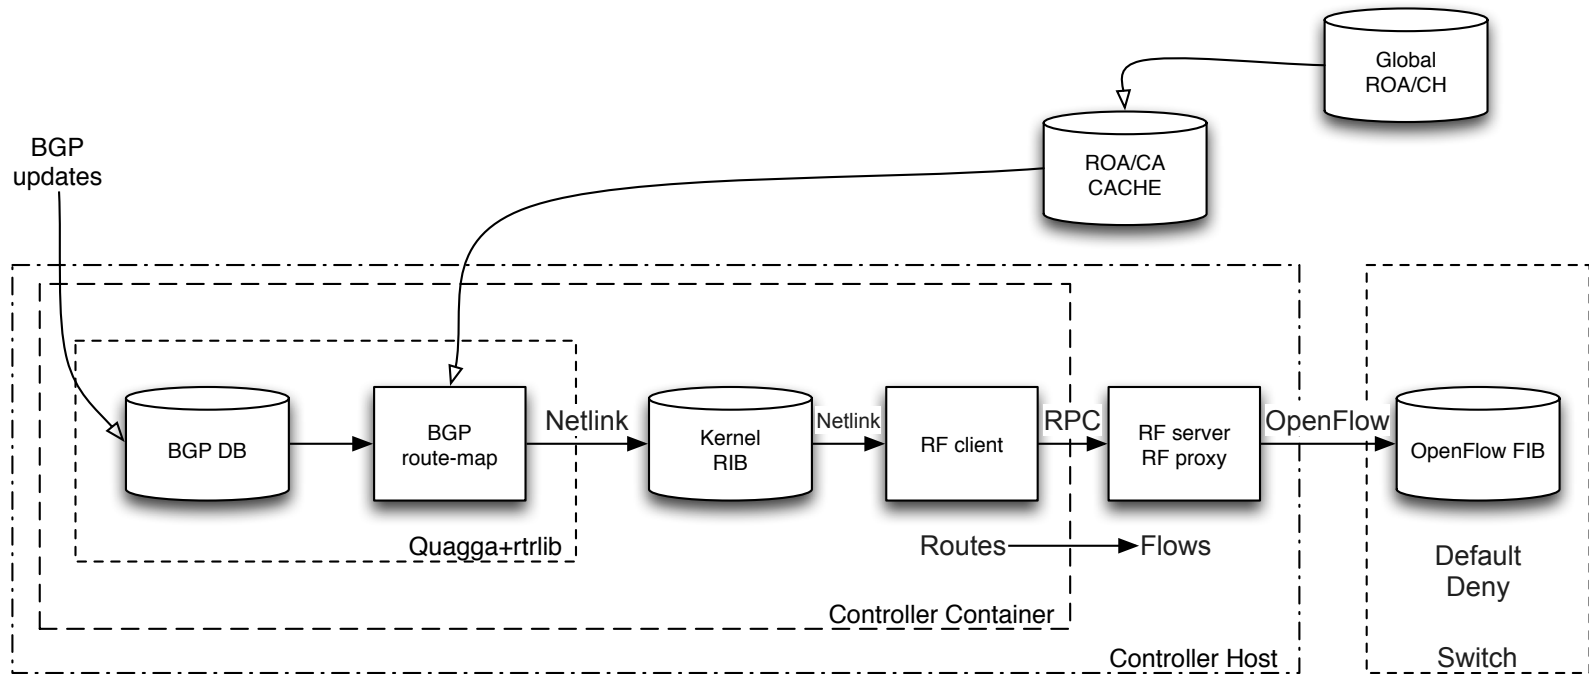 Global
ROA/CH
ROA/CA
CACHE
BGP
updates
BGP DB
BGP
route-map
Netlink
Kernel
RIB
Netlink
RF client
RPC
RF server
RF proxy
OpenFlow
OpenFlow FIB
Quagga+rtrlib
Routes
Flows
Default
Deny
Controller Container
Controller Host
Switch